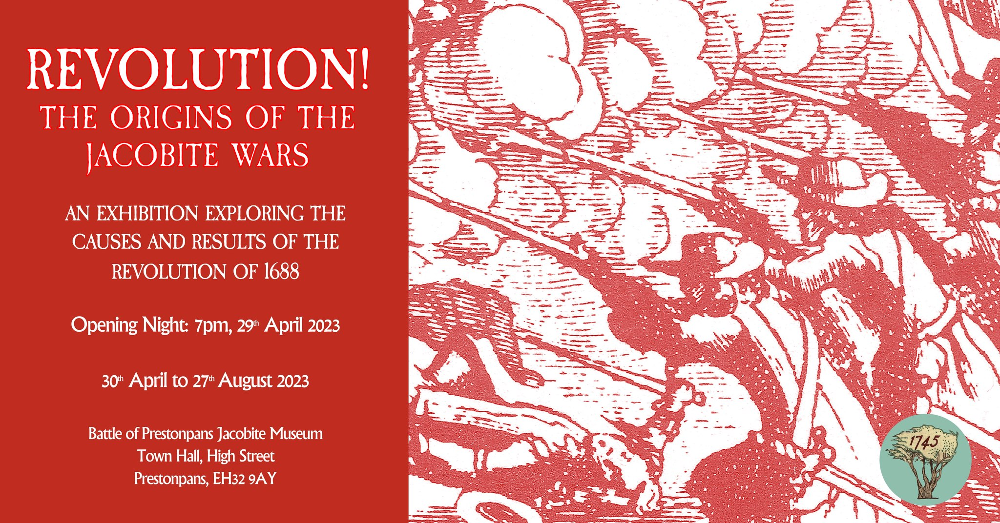 REVOLUTION!
THE ORIGINS OF THE
JACOBITE WARS
AN EXHIBITION EXPLORING THE
CAUSES AND RESULTS OF THE
REVOLUTION OF 1688
Opening Night: 7pm, 29th April 2023
30th April to 27th August 2023
Battle of Prestonpans Jacobite Museum
Town Hall, High Street
Prestonpans, EH32 9AY
1745